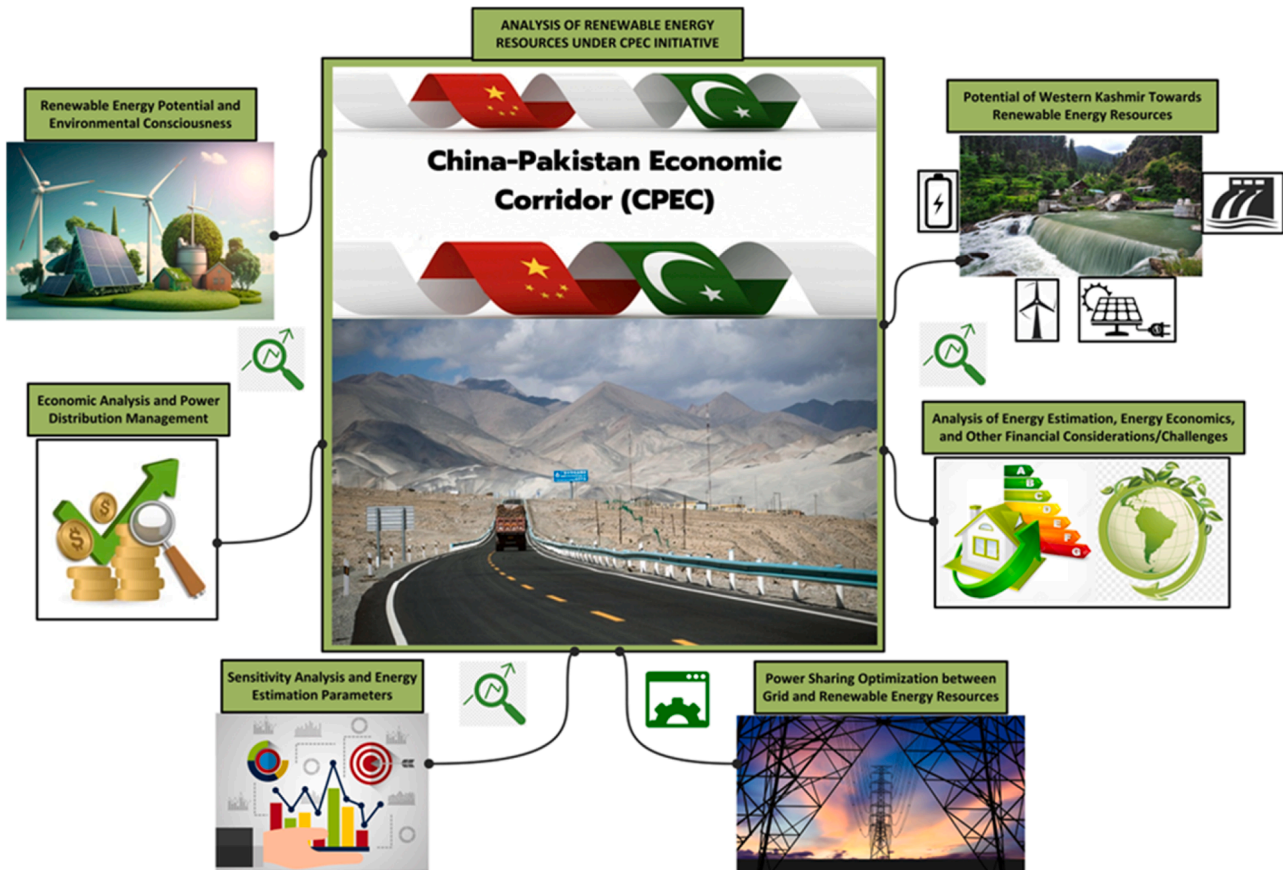 ANALYSIS OF RENEWABLE ENERGY
RESOURCES UNDER CPEC INITIATIVE
Renewable Energy Potential and
Environmental Consciousness
China-Pakistan Economic
Corridor (CPEC)
Potential of Western Kashmir Towards
Renewable Energy Resources
Economic Analysis and Power
Distribution Management
$
$
Analysis of Energy Estimation, Energy Economics,
and Other Financial Considerations/Challenges
A
B
C
D
E
F
G
Sensitivity Analysis and Energy
Estimation Parameters
Power Sharing Optimization between
Grid and Renewable Energy Resources